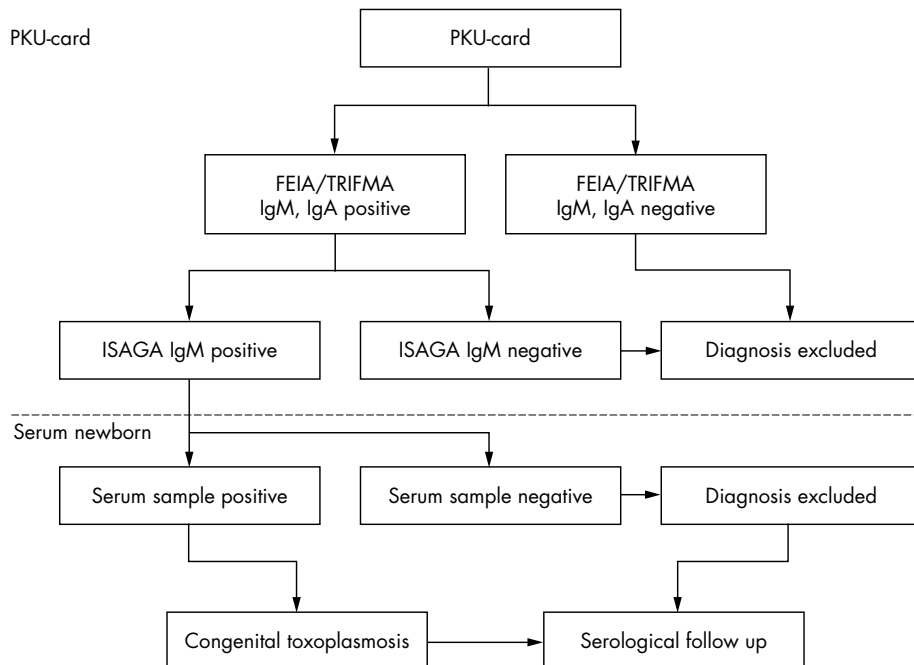 PKU-card
PKU-card
FEIA/TRIFMA
IgM, IgA positive
FEIA/TRIFMA
IgM, IgA negative
ISAGA IgM positive
ISAGA IgM negative
Diagnosis excluded
Serum newborn
Serum sample positive
Serum sample negative
Diagnosis excluded
Congenital toxoplasmosis
Serological follow up